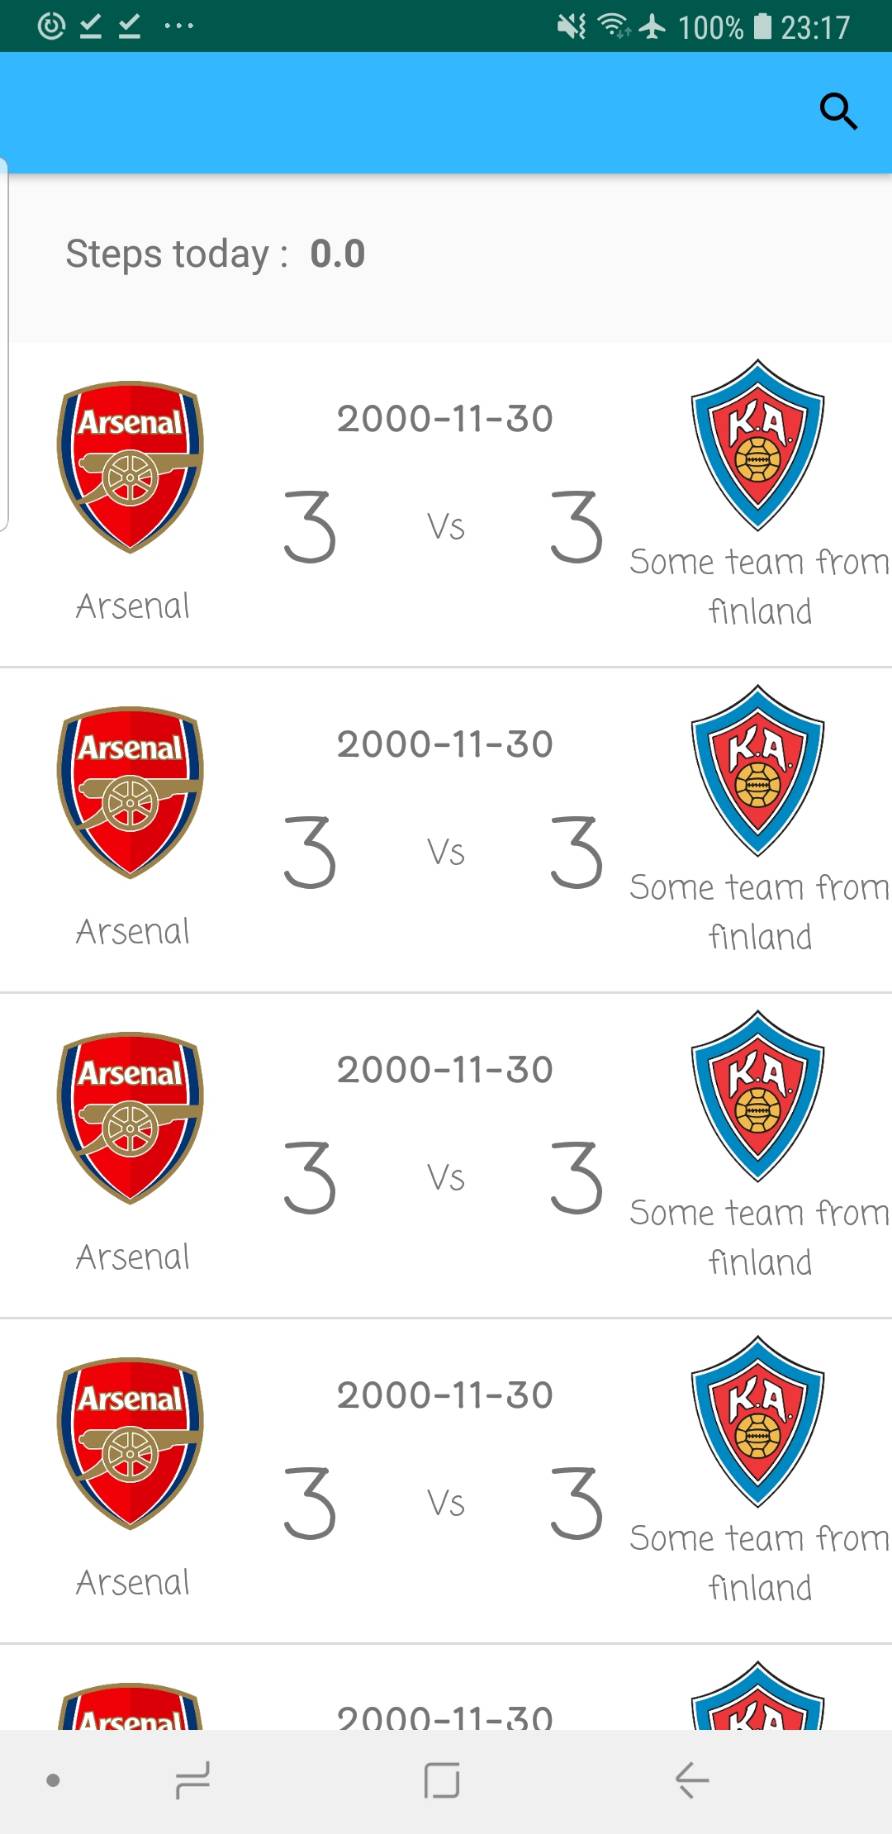 100% 23:17
Steps today : 0.0
Arsenal
2000-11-30
K.A.
3 Vs 3
Arsenal
Some team from
finland
Arsenal
2000-11-30
K.A.
3 Vs 3
Arsenal
Some team from
finland
Arsenal
2000-11-30
K.A.
3 Vs 3
Arsenal
Some team from
finland
Arsenal
2000-11-30
K.A.
3 Vs 3
Arsenal
Some team from
finland
Arsenal
2000-11-30
K.A.